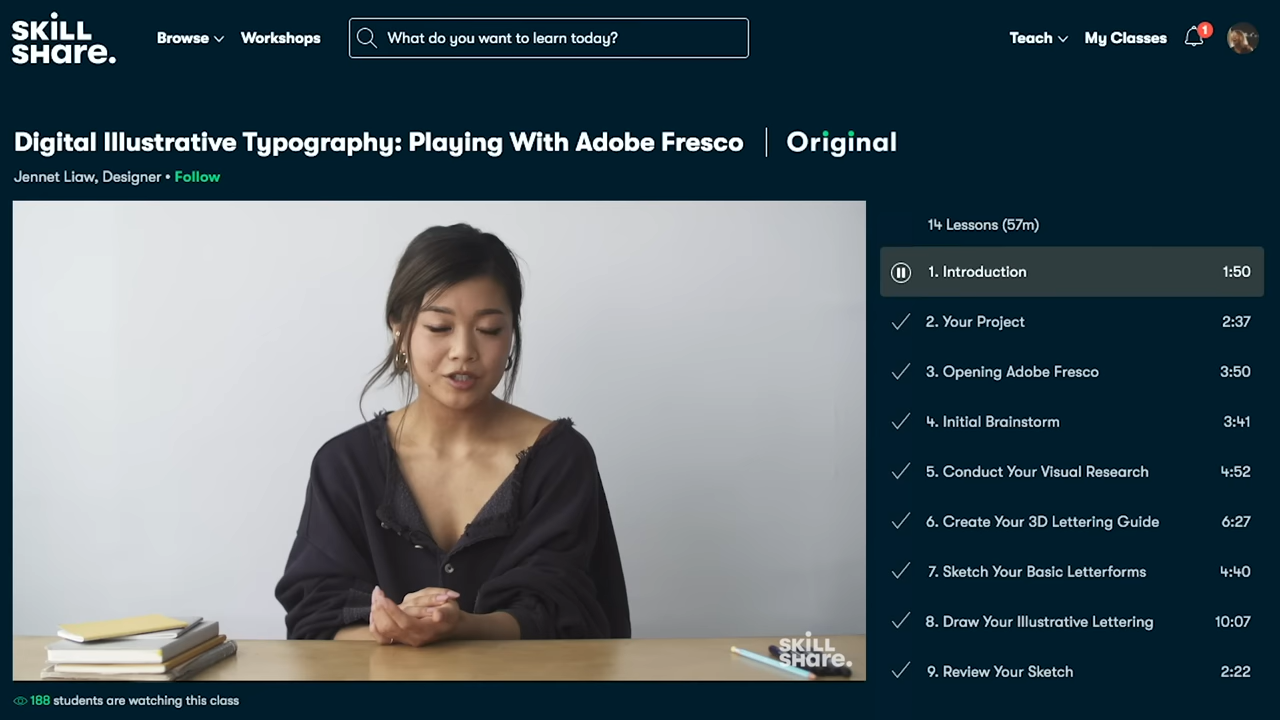 SKILL
SHARE.
Browse
Workshops
What do you want to learn today?
Teach
My Classes
1
Digital Illustrative Typography: Playing With Adobe Fresco | Original
Jennet Liaw, Designer • Follow
14 Lessons (57m)
1. Introduction 1:50
2. Your Project 2:37
3. Opening Adobe Fresco 3:50
4. Initial Brainstorm 3:41
5. Conduct Your Visual Research 4:52
6. Create Your 3D Lettering Guide 6:27
7. Sketch Your Basic Letterforms 4:40
8. Draw Your Illustrative Lettering 10:07
9. Review Your Sketch 2:22
SKILL
SHARE.
188 students are watching this class